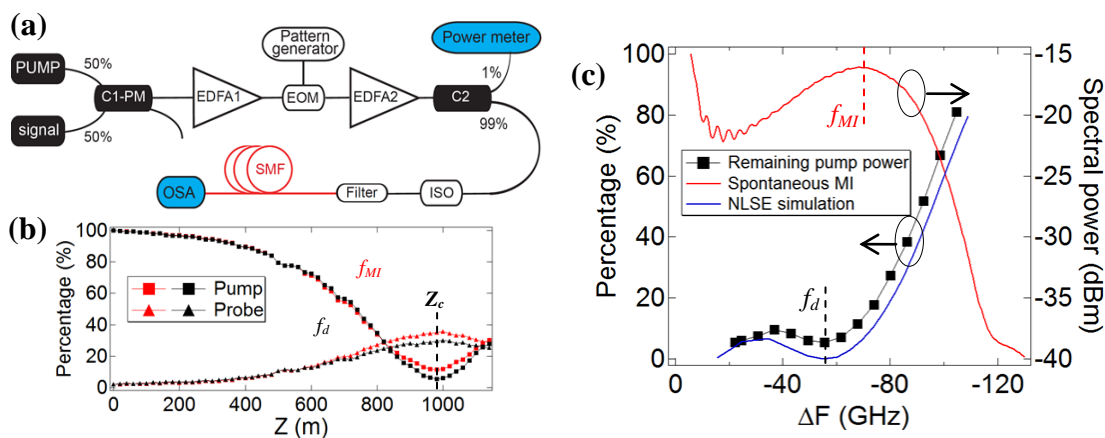 (a)
PUMP
50%
signal
50%
C1-PM
EDFA1
Pattern
generator
EOM
EDFA2
Power meter
1%
C2
99%
OSA
SMF
Filter
ISO
(b)
Percentage (%)
100
80
60
40
20
0
f_MI
Pump
Probe
f_d
Z_c
0
200
400
600
800
1000
Z (m)
(c)
Percentage (%)
100
80
60
40
20
0
f_MI
Remaining pump power
Spontaneous MI
NLSE simulation
f_d
0
-40
-80
-120
ΔF (GHz)
-15
-20
-25
-30
-35
-40
Spectral power (dBm)